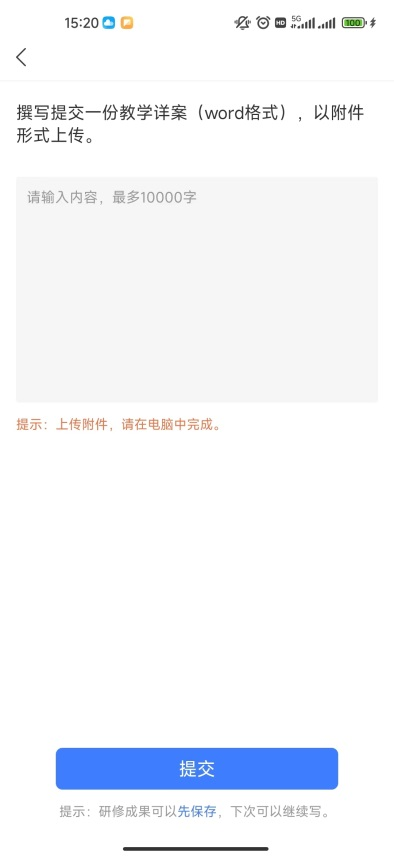 15:20
HD
5G
100
撰写提交一份教学详案（word格式），以附件
形式上传。
请输入内容，最多10000字
提示：上传附件，请在电脑中完成。
提交
提示：研修成果可以先保存，下次可以继续写。